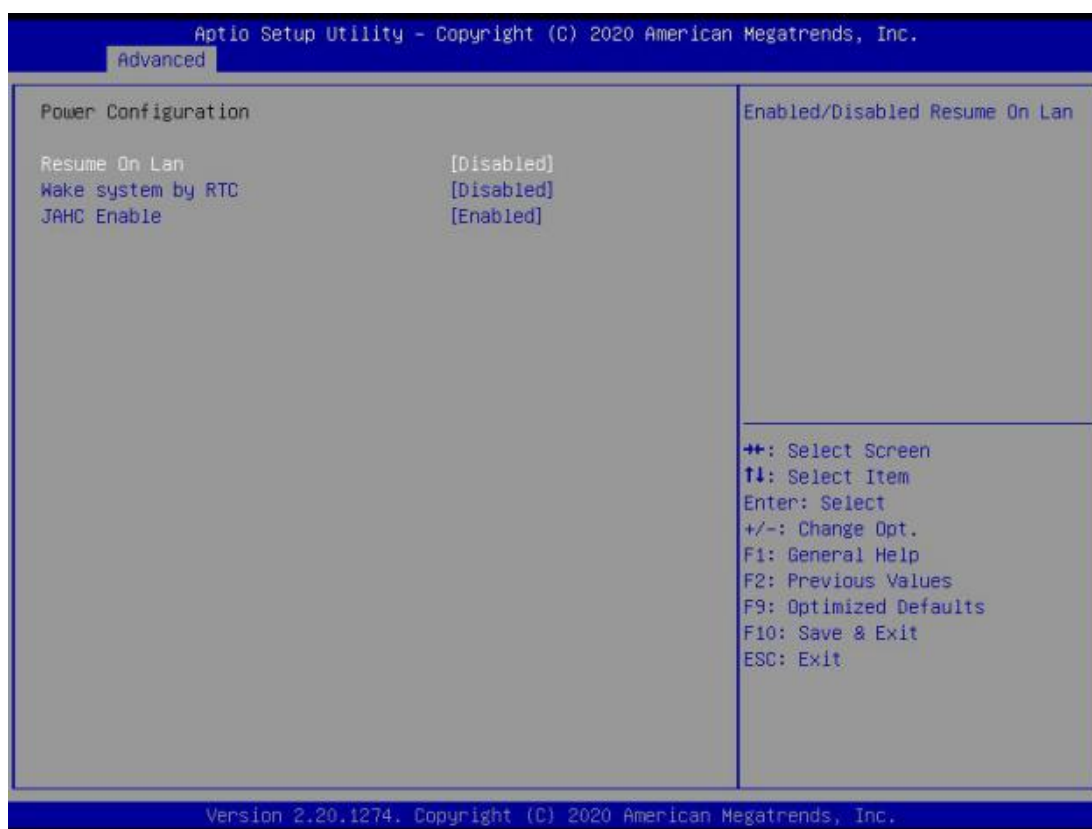 Aptio Setup Utility – Copyright (C) 2020 American Megatrends, Inc.
Advanced
Power Configuration
Resume On Lan [Disabled]
Wake system by RTC [Disabled]
JAHC Enable [Enabled]
Enabled/Disabled Resume On Lan
→←: Select Screen
↑↓: Select Item
Enter: Select
+/-: Change Opt.
F1: General Help
F2: Previous Values
F9: Optimized Defaults
F10: Save & Exit
ESC: Exit
Version 2.20.1274. Copyright (C) 2020 American Megatrends, Inc.